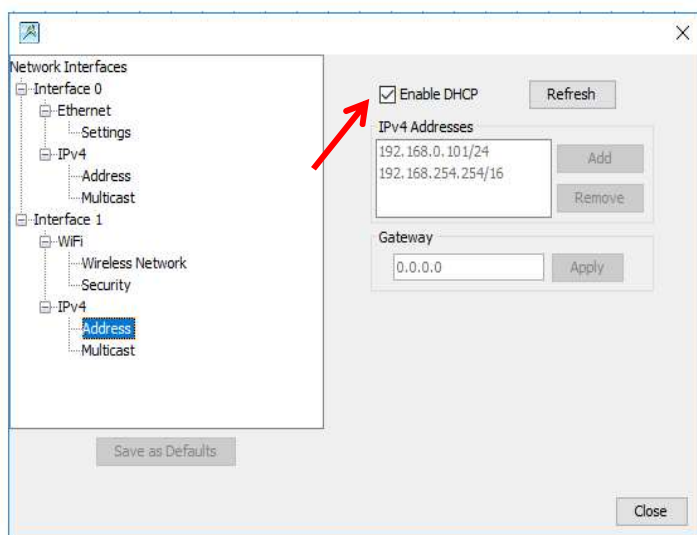 Network Interfaces
Interface 0
Ethernet
Settings
IPv4
Address
Multicast
Interface 1
WiFi
Wireless Network
Security
IPv4
Address
Multicast
Save as Defaults
Enable DHCP
Refresh
IPv4 Addresses
192.168.0.101/24
192.168.254.254/16
Add
Remove
Gateway
0.0.0.0
Apply
Close